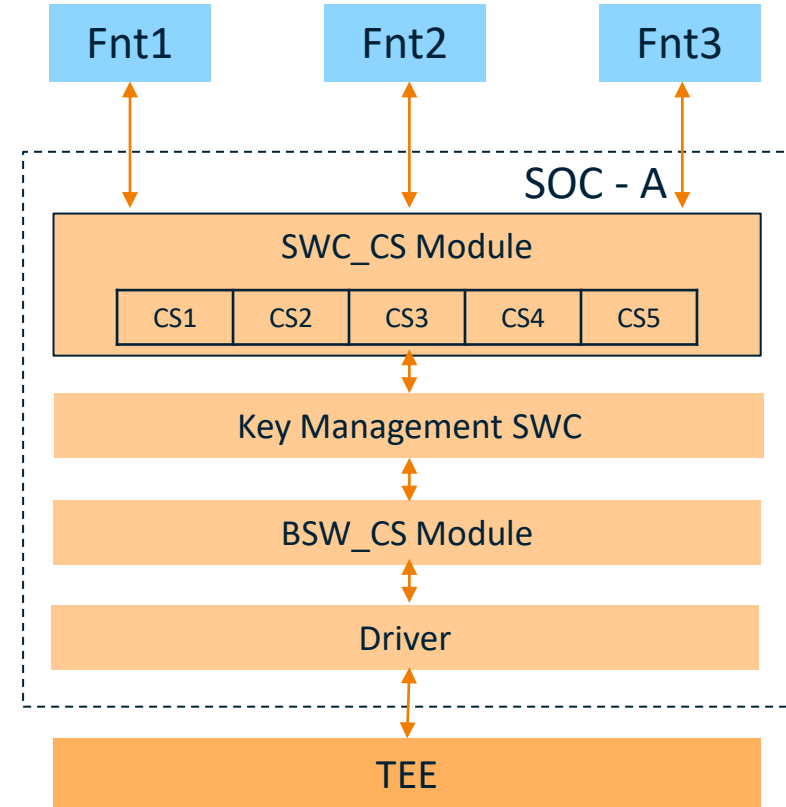 Fnt1 Fnt2 Fnt3
SOC - A
SWC_CS Module
CS1 CS2 CS3 CS4 CS5
Key Management SWC
BSW_CS Module
Driver
TEE